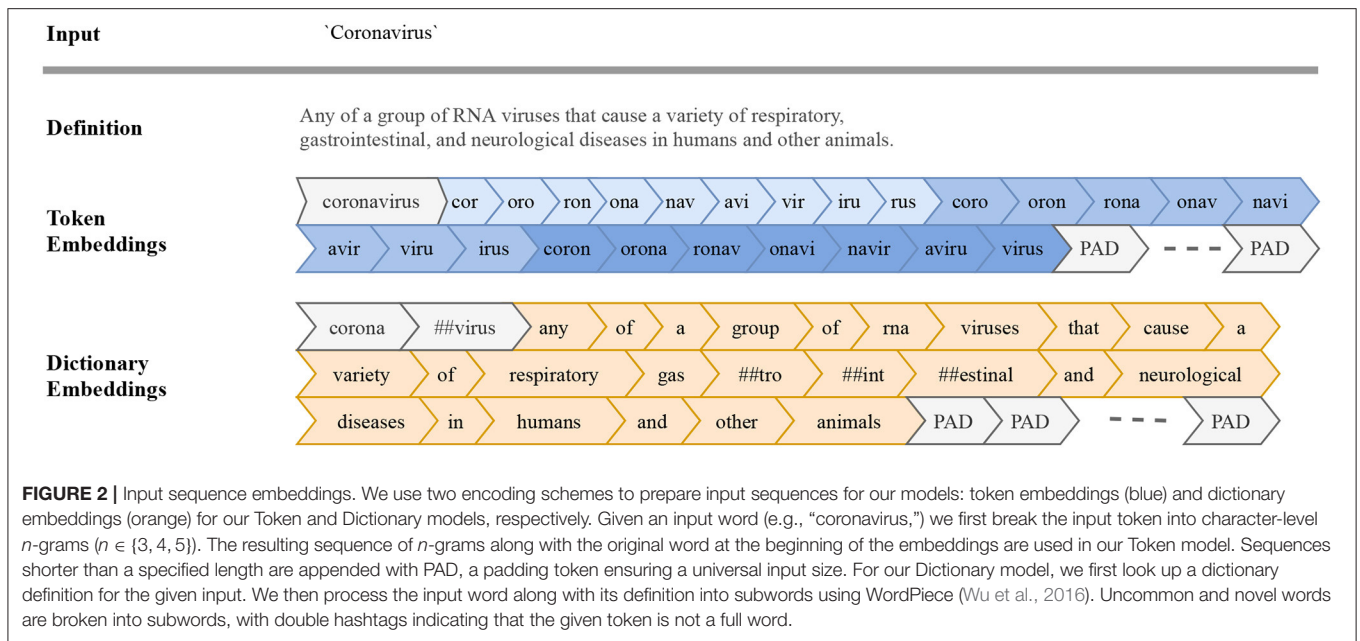 Input `Coronavirus`
Definition
Any of a group of RNA viruses that cause a variety of respiratory,
gastrointestinal, and neurological diseases in humans and other animals.
Token
Embeddings
coronavirus cor oro ron ona nav avi vir iru rus coro oron rona onav navi
avir viru irus coron orona ronav onavi navir aviru virus PAD PAD
Dictionary
Embeddings
corona ##virus any of a group of rna viruses that cause a
variety of respiratory gas ##tro ##int ##estinal and neurological
diseases in humans and other animals PAD PAD PAD
FIGURE 2 | Input sequence embeddings. We use two encoding schemes to prepare input sequences for our models: token embeddings (blue) and dictionary
embeddings (orange) for our Token and Dictionary models, respectively. Given an input word (e.g., “coronavirus,”) we first break the input token into character-level
n-grams (n ∈ {3, 4, 5}). The resulting sequence of n-grams along with the original word at the beginning of the embeddings are used in our Token model. Sequences
shorter than a specified length are appended with PAD, a padding token ensuring a universal input size. For our Dictionary model, we first look up a dictionary
definition for the given input. We then process the input word along with its definition into subwords using WordPiece (Wu et al., 2016). Uncommon and novel words
are broken into subwords, with double hashtags indicating that the given token is not a full word.